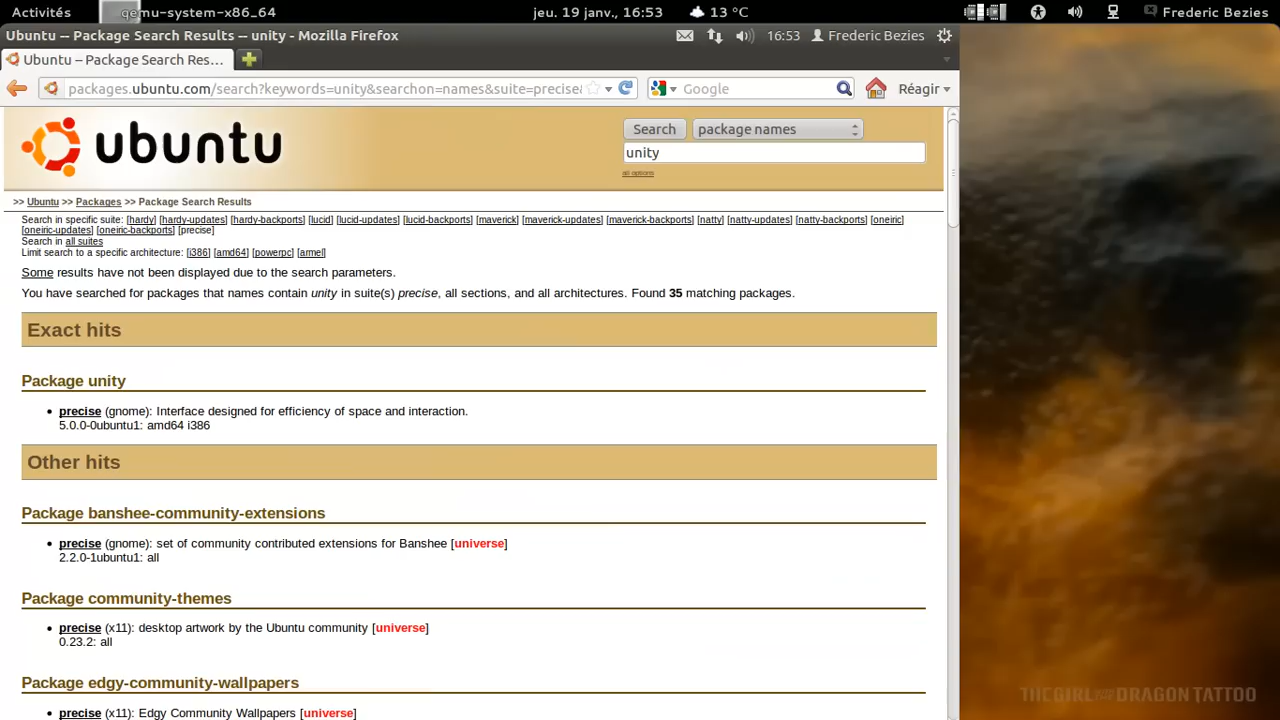 Activités qemu-system-x86_64 jeu. 19 janv., 16:53 13 °C Frederic Bezies
Ubuntu -- Package Search Results -- unity - Mozilla Firefox 16:53 Frederic Bezies
Ubuntu – Package Search Res…
packages.ubuntu.com/search?keywords=unity&searchon=names&suite=precise& Google Réagir
ubuntu
Search package names
unity
all options
>> Ubuntu >> Packages >> Package Search Results
Search in specific suite: [hardy] [hardy-updates] [hardy-backports] [lucid] [lucid-updates] [lucid-backports] [maverick] [maverick-updates] [maverick-backports] [natty] [natty-updates] [natty-backports] [oneiric]
[oneiric-updates] [oneiric-backports] [precise]
Search in all suites
Limit search to a specific architecture: [i386] [amd64] [powerpc] [armel]
Some results have not been displayed due to the search parameters.
You have searched for packages that names contain unity in suite(s) precise, all sections, and all architectures. Found 35 matching packages.
Exact hits
Package unity
• precise (gnome): Interface designed for efficiency of space and interaction.
5.0.0-0ubuntu1: amd64 i386
Other hits
Package banshee-community-extensions
• precise (gnome): set of community contributed extensions for Banshee [universe]
2.2.0-1ubuntu1: all
Package community-themes
• precise (x11): desktop artwork by the Ubuntu community [universe]
0.23.2: all
Package edgy-community-wallpapers
• precise (x11): Edgy Community Wallpapers [universe]
THE GIRL WITH THE DRAGON TATTOO